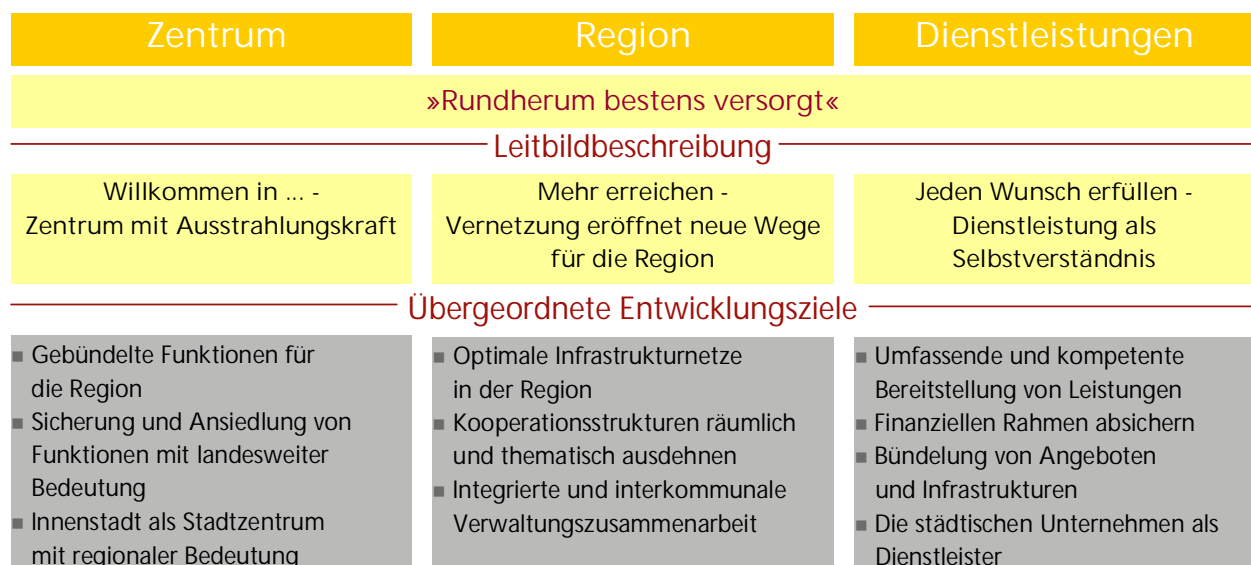 Zentrum
Region
Dienstleistungen
»Rundherum bestens versorgt«
Leitbildbeschreibung
Willkommen in ... -
Zentrum mit Ausstrahlungskraft
Mehr erreichen -
Vernetzung eröffnet neue Wege
für die Region
Jeden Wunsch erfüllen -
Dienstleistung als
Selbstverständnis
Übergeordnete Entwicklungsziele
■ Gebündelte Funktionen für
die Region
■ Sicherung und Ansiedlung von
Funktionen mit landesweiter
Bedeutung
■ Innenstadt als Stadtzentrum
mit regionaler Bedeutung
■ Optimale Infrastrukturnetze
in der Region
■ Kooperationsstrukturen räumlich
und thematisch ausdehnen
■ Integrierte und interkommunale
Verwaltungszusammenarbeit
■ Umfassende und kompetente
Bereitstellung von Leistungen
■ Finanziellen Rahmen absichern
■ Bündelung von Angeboten
und Infrastrukturen
■ Die städtischen Unternehmen als
Dienstleister